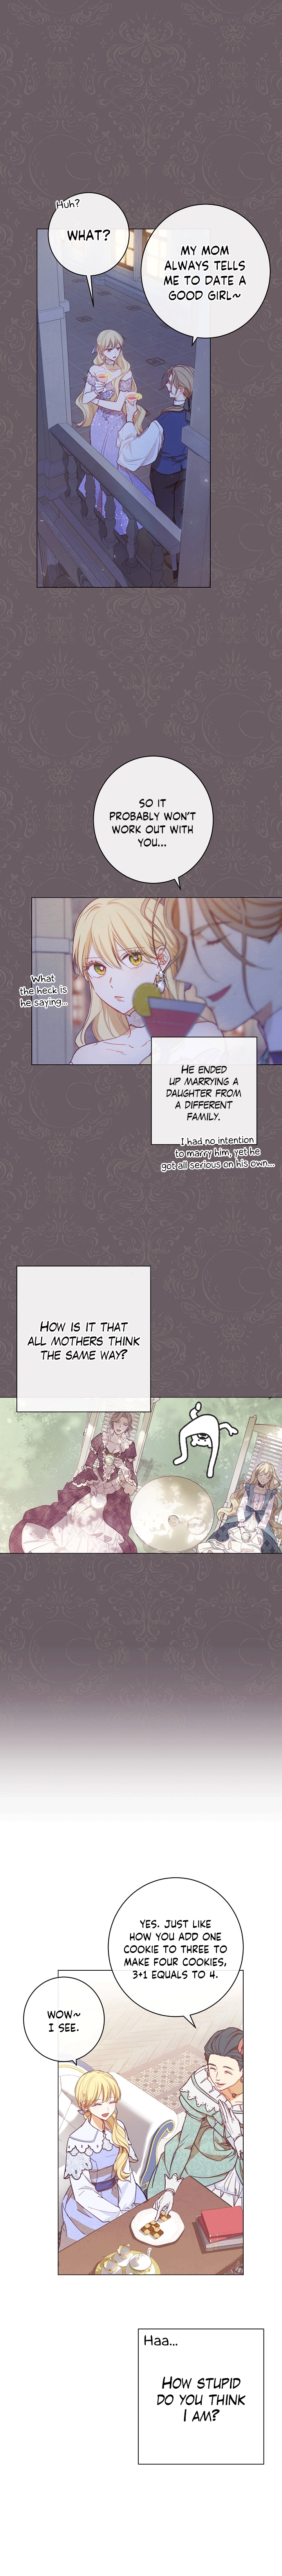 Huh?
WHAT?
MY MOM
ALWAYS TELLS
ME TO DATE A
GOOD GIRL~
SO IT
PROBABLY WON'T
WORK OUT WITH
YOU...
What
the heck is
he saying...
HE ENDED
UP MARRYING A
DAUGHTER FROM
A DIFFERENT
FAMILY.
I had no intention
to marry him, yet he
got all serious on his own...
HOW IS IT THAT
ALL MOTHERS THINK
THE SAME WAY?
YES. JUST LIKE
HOW YOU ADD ONE
COOKIE TO THREE TO
MAKE FOUR COOKIES,
3+1 EQUALS TO 4.
WOW~
I SEE.
Haa...
HOW STUPID
DO YOU THINK
I AM?